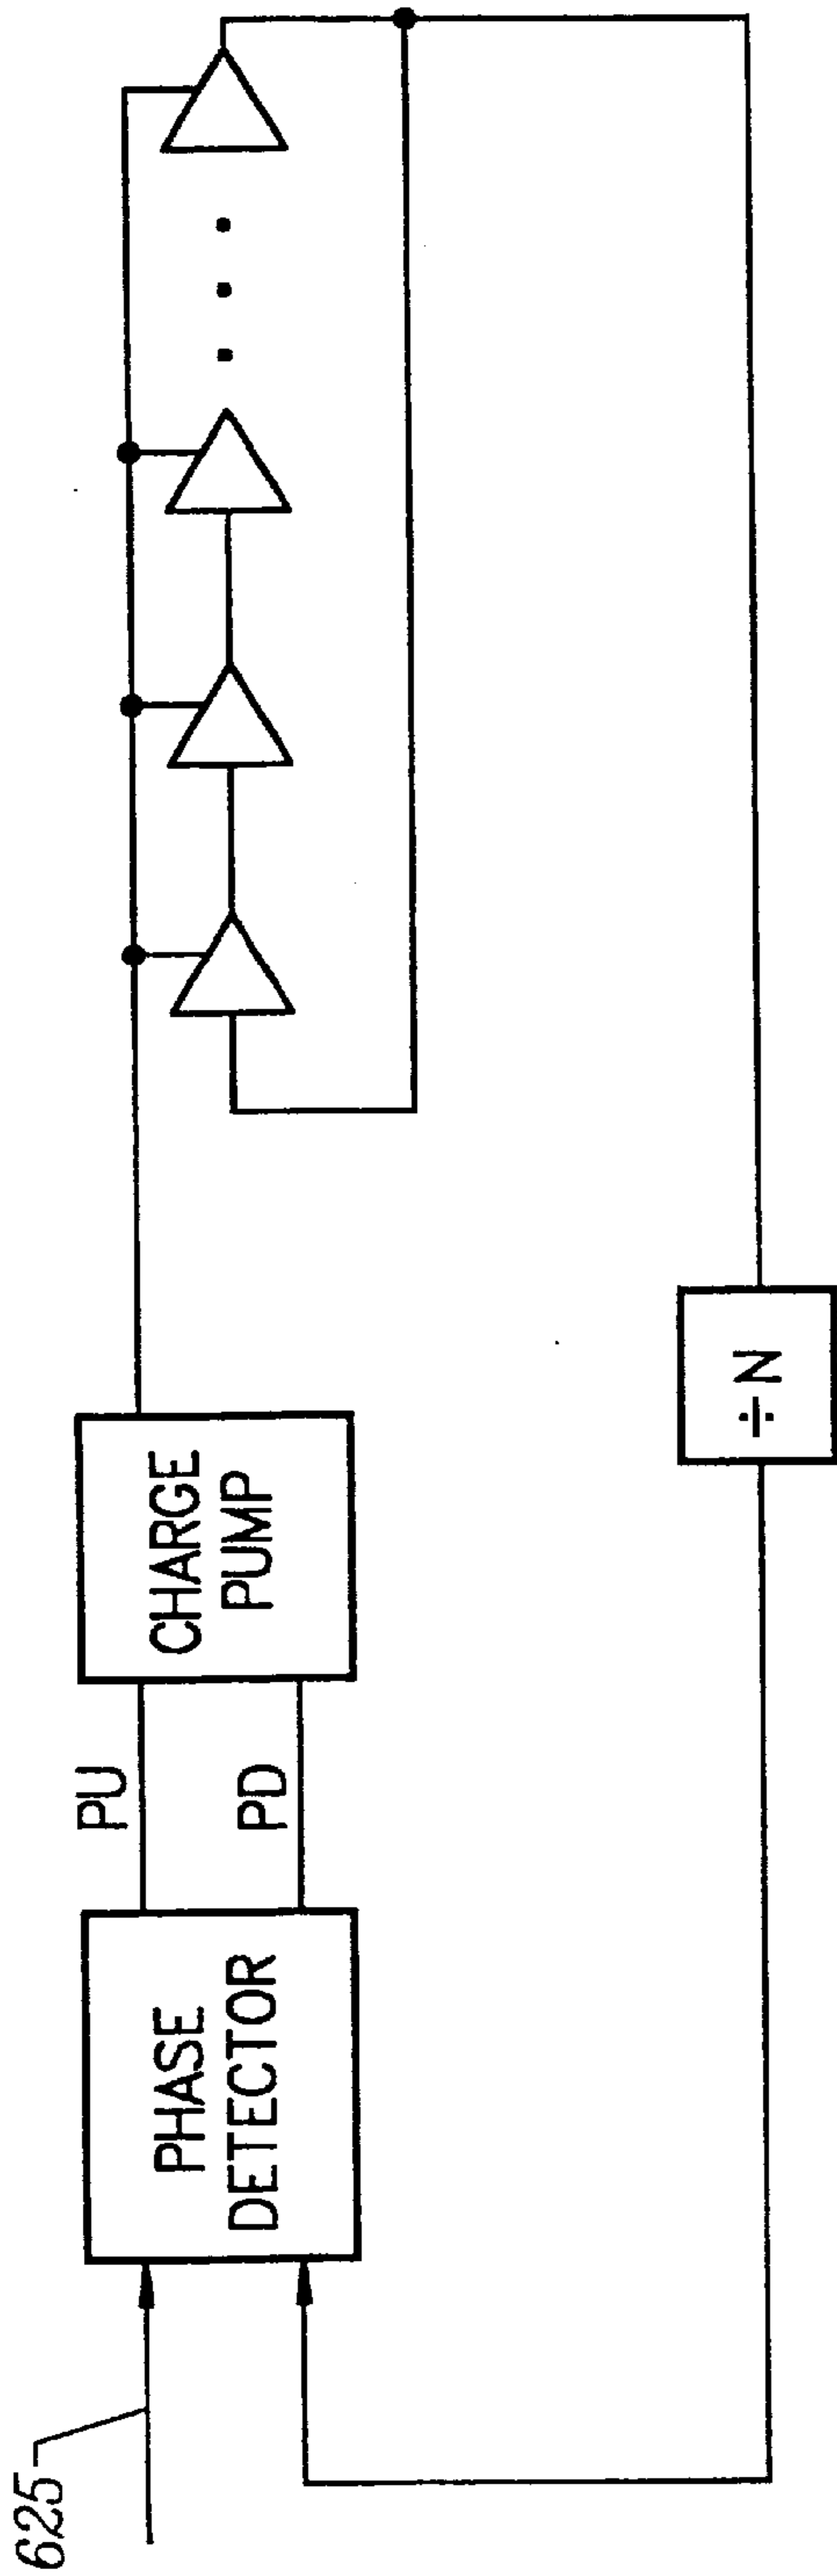 625
PHASE
DETECTOR
PU
PD
CHARGE
PUMP
÷N